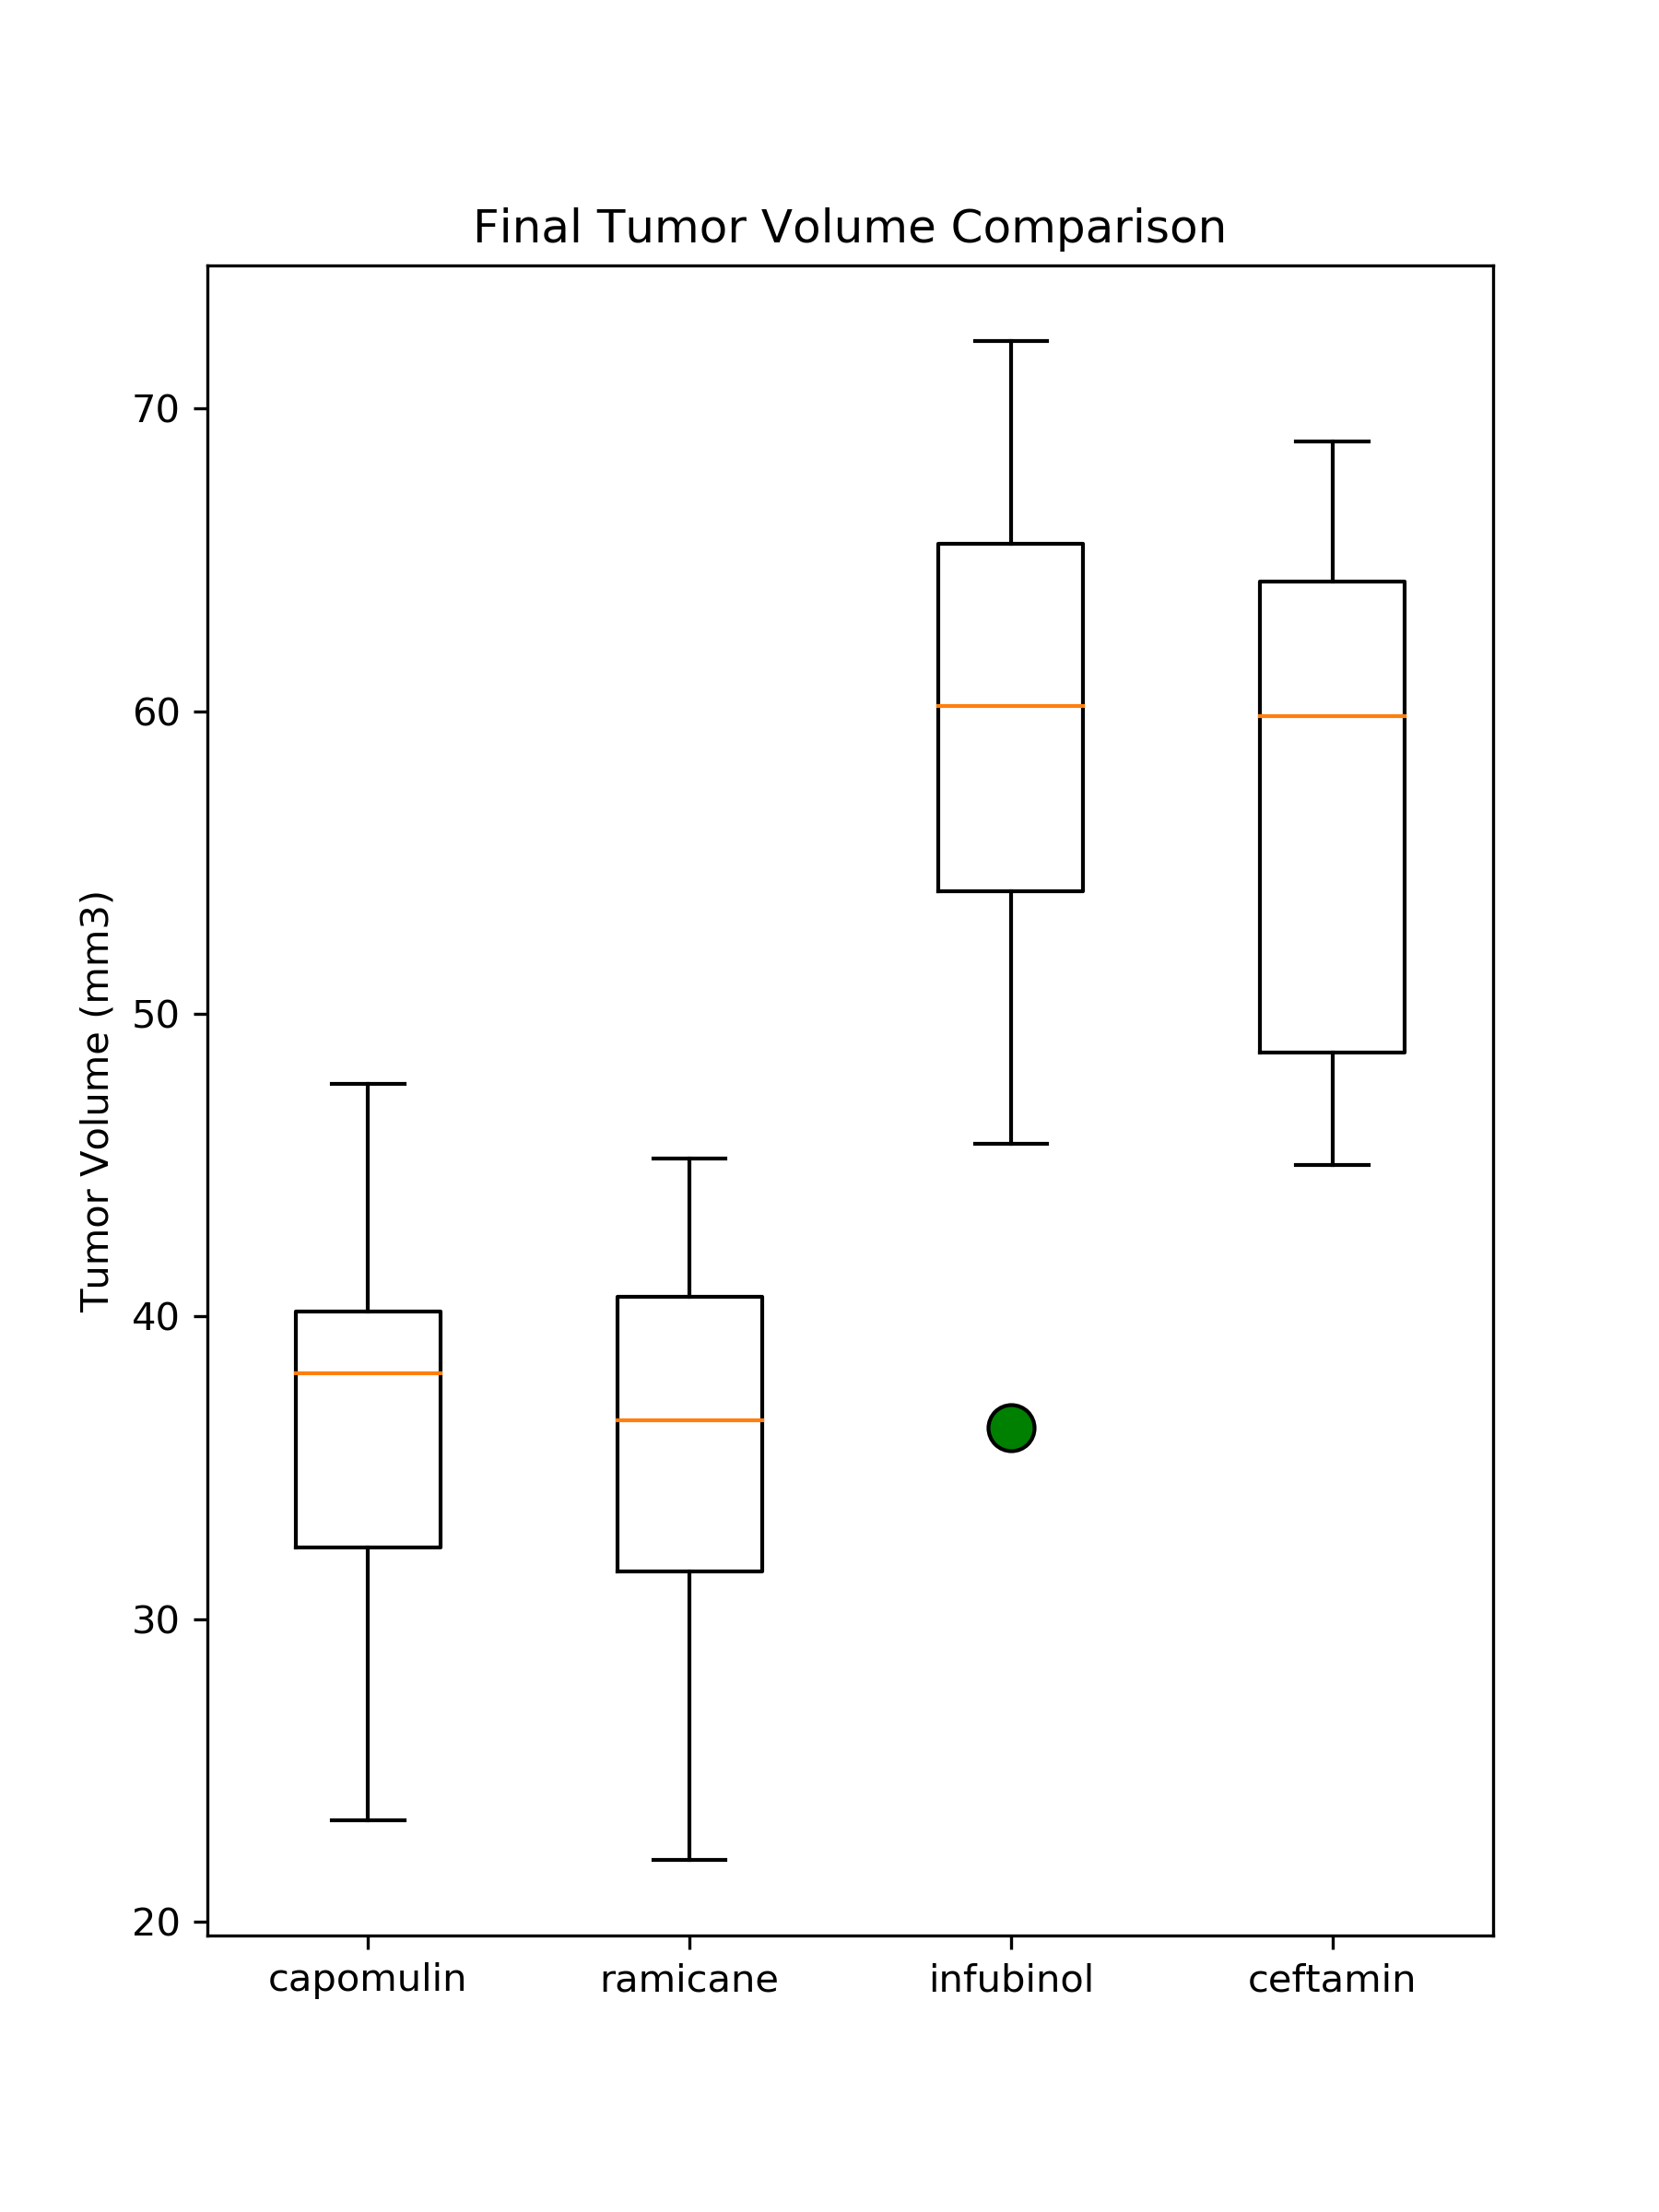 Final Tumor Volume Comparison
Tumor Volume (mm3)
70
60
50
40
30
20
capomulin ramicane infubinol ceftamin